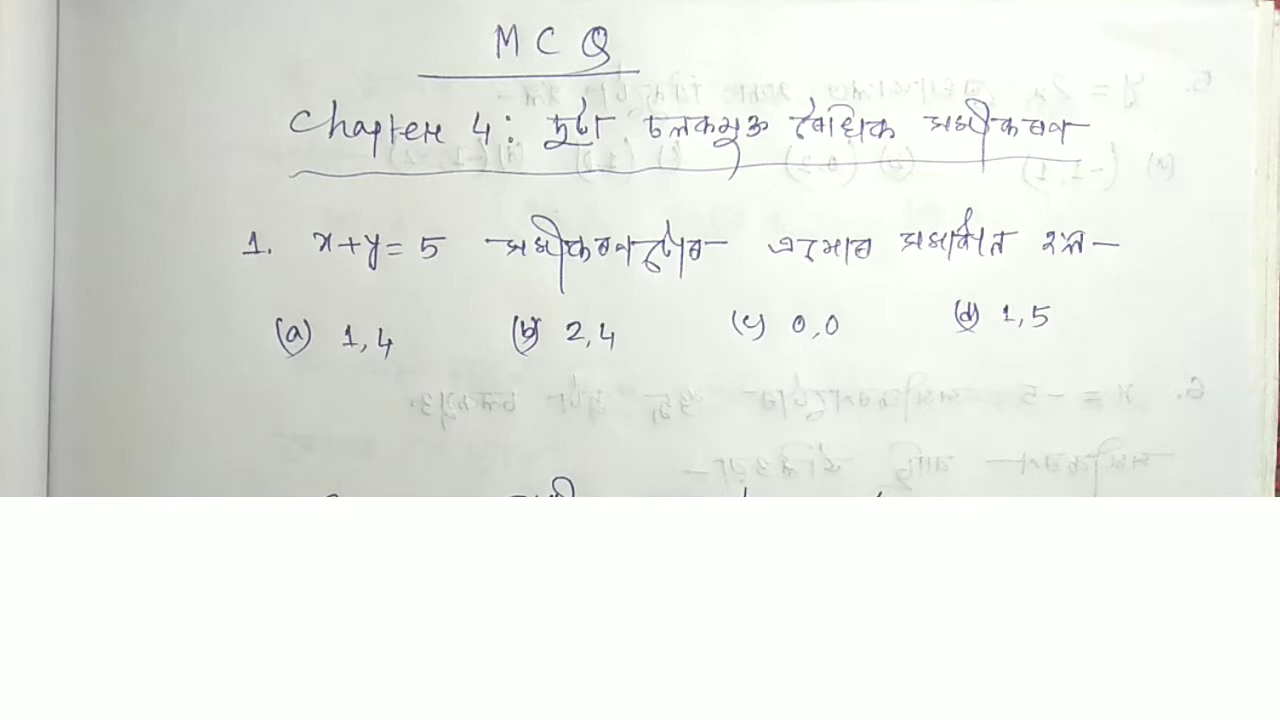 MCQ
Chapter 4: দুটা চলকযুক্ত ৰৈখিক সমীকৰণ
1. x+y=5 সমীকৰণটোৰ এটামাৰ সমাধান হ'ল—
(a) 1,4 (b) 2,4 (c) 0,0 (d) 1,5